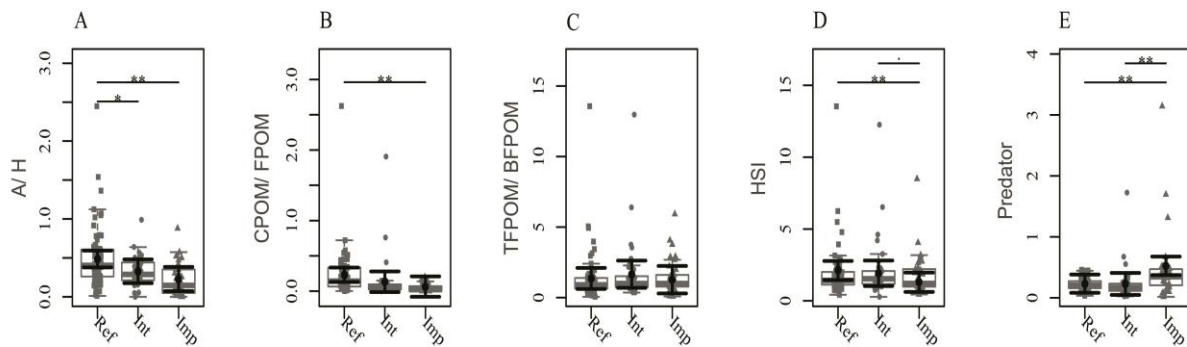 A
A/ H
3.0
2.0
1.0
0.0
**
*
Ref
Int
Imp
B
CPOM/ FPOM
3.0
2.0
1.0
0.0
**
Ref
Int
Imp
C
TFPOM/ BFPOM
15
10
5
0
Ref
Int
Imp
D
HSI
15
10
5
0
.
**
Ref
Int
Imp
E
Predator
4
3
2
1
0
**
**
Ref
Int
Imp